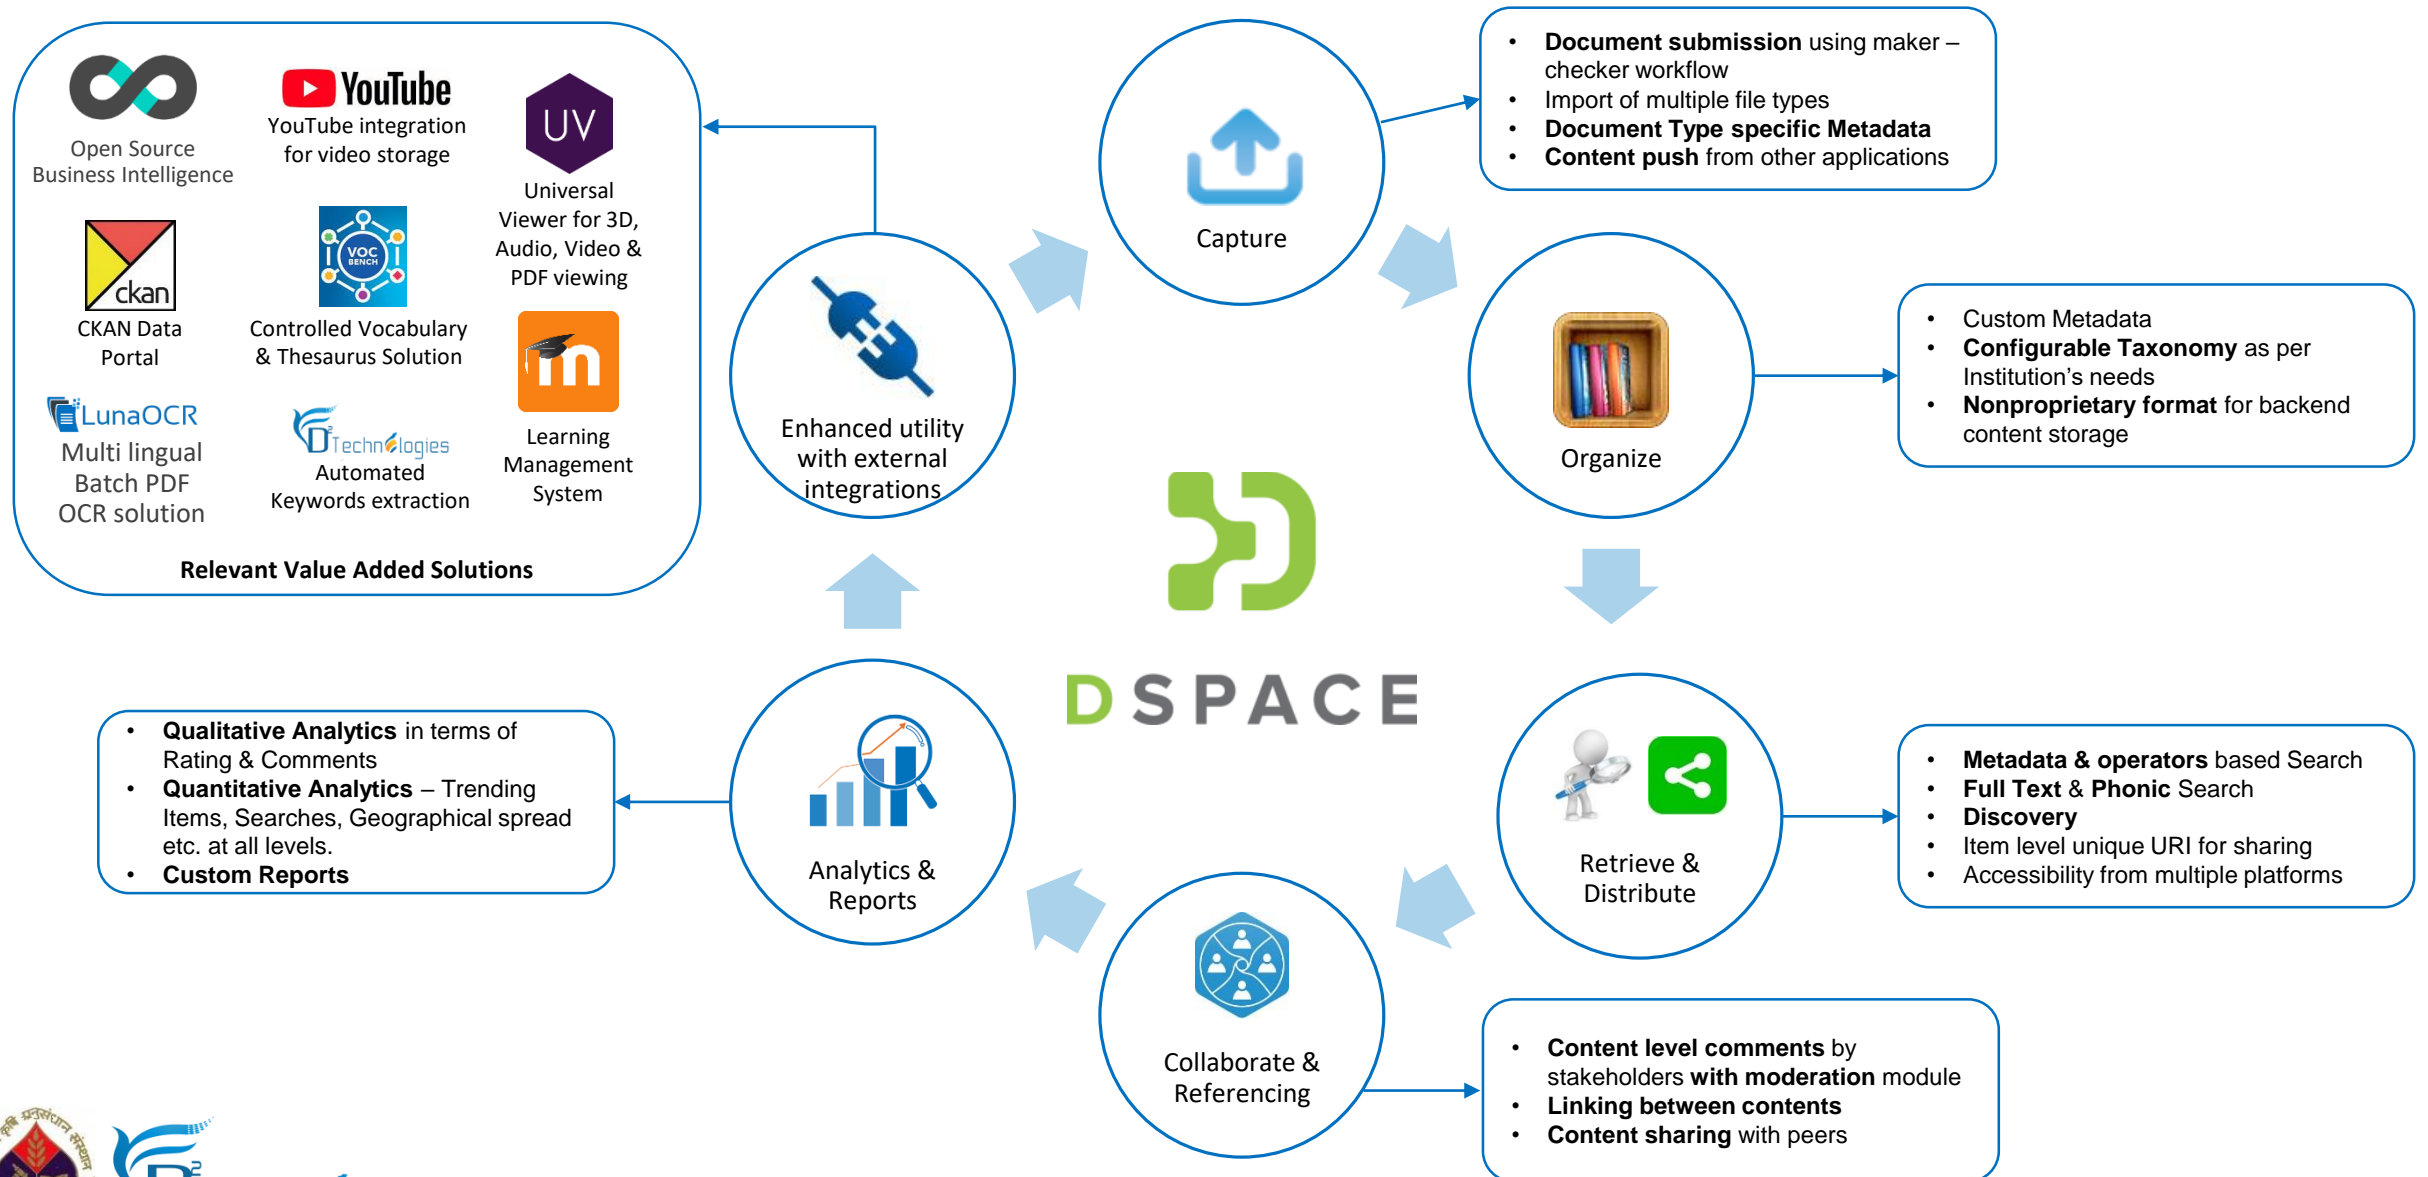 Open Source
Business Intelligence
YouTube
YouTube integration
for video storage
UV
Universal
Viewer for 3D,
Audio, Video &
PDF viewing
ckan
CKAN Data
Portal
VOC
BENCH
Controlled Vocabulary
& Thesaurus Solution
m
Learning
Management
System
LunaOCR
Multi lingual
Batch PDF
OCR solution
D2 Technologies
Automated
Keywords extraction
Relevant Value Added Solutions
Enhanced utility
with external
integrations
Capture
• Document submission using maker –
checker workflow
• Import of multiple file types
• Document Type specific Metadata
• Content push from other applications
Organize
• Custom Metadata
• Configurable Taxonomy as per
Institution's needs
• Nonproprietary format for backend
content storage
DSPACE
Retrieve &
Distribute
• Metadata & operators based Search
• Full Text & Phonic Search
• Discovery
• Item level unique URI for sharing
• Accessibility from multiple platforms
Collaborate &
Referencing
• Content level comments by
stakeholders with moderation module
• Linking between contents
• Content sharing with peers
Analytics &
Reports
• Qualitative Analytics in terms of
Rating & Comments
• Quantitative Analytics – Trending
Items, Searches, Geographical spread
etc. at all levels.
• Custom Reports
कृषि अनुसंधान संस्थान
D2